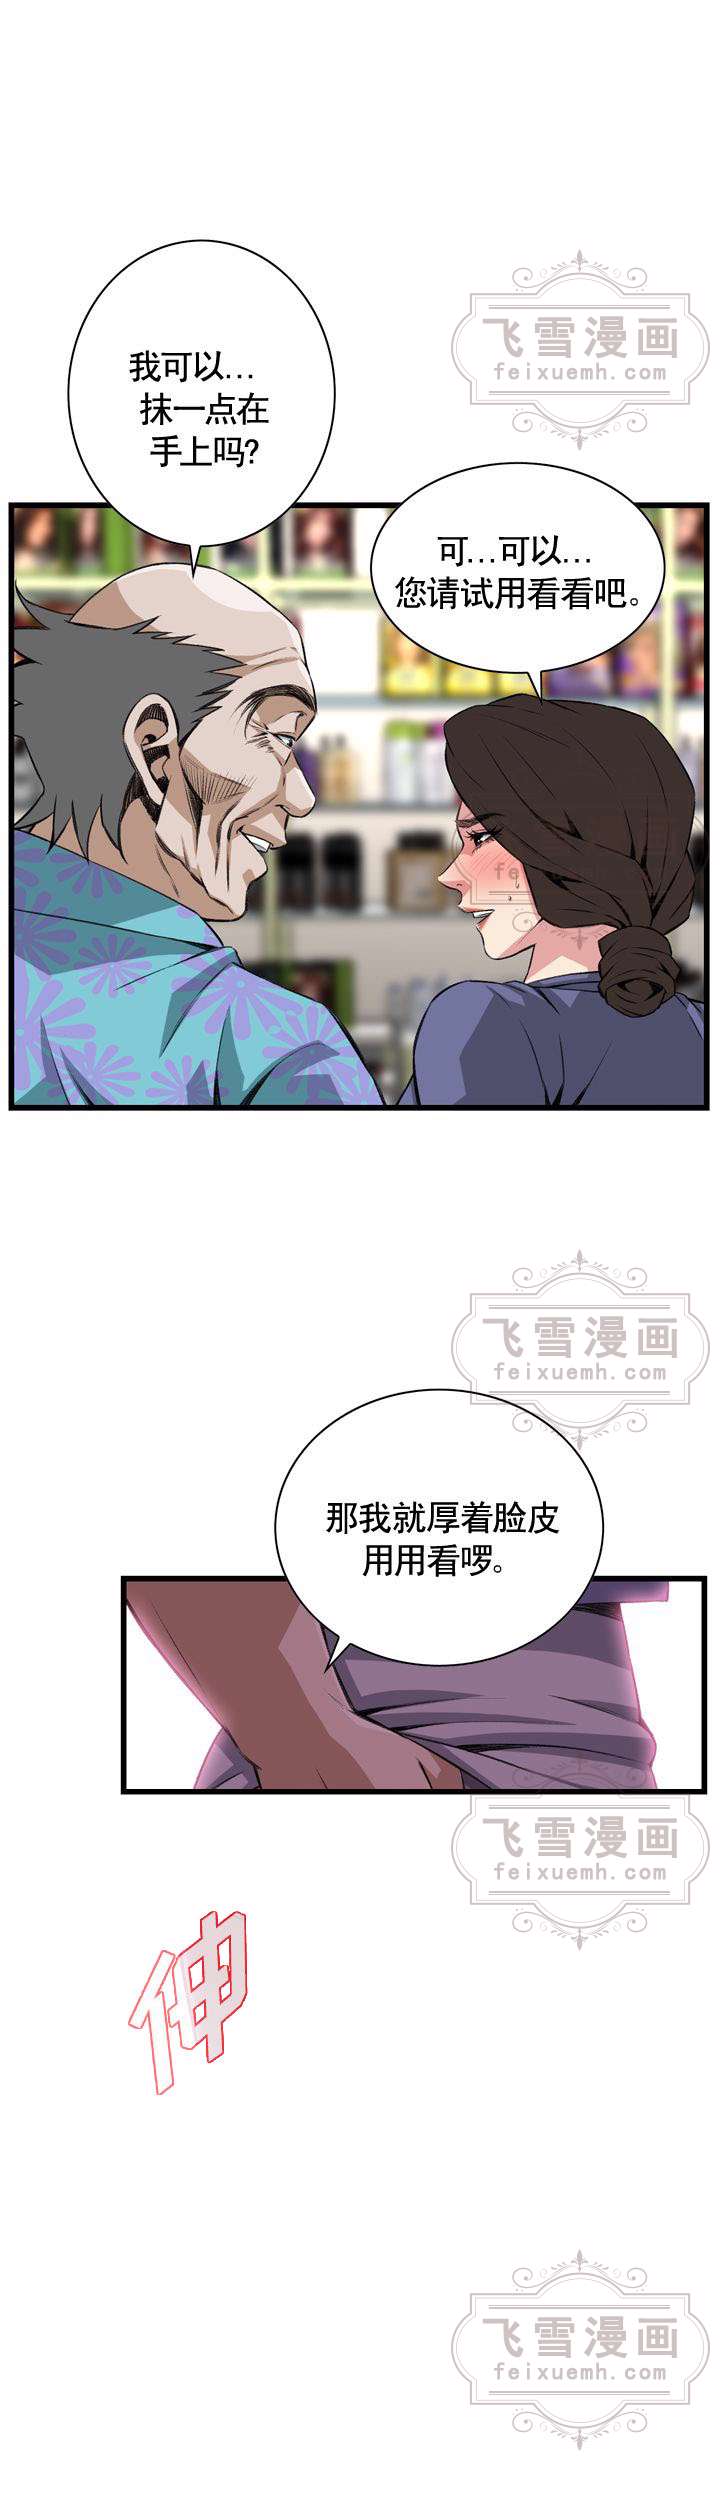 飞雪漫画
feixuemh.com
我可以...
抹一点在
手上吗?
可...可以...
您请试用看看吧。
飞雪漫画
feixuemh.com
那我就厚着脸皮
用用看啰。
飞雪漫画
feixuemh.com
伸
飞雪漫画
feixuemh.com